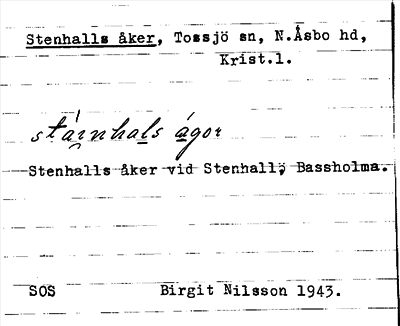 Stenhalls åker, Tossjö sn, N.Åsbo hd,
Krist.l.
stäinhals ågor
Stenhalls åker vid Stenhall, Bassholma.
SOS Birgit Nilsson 1943.